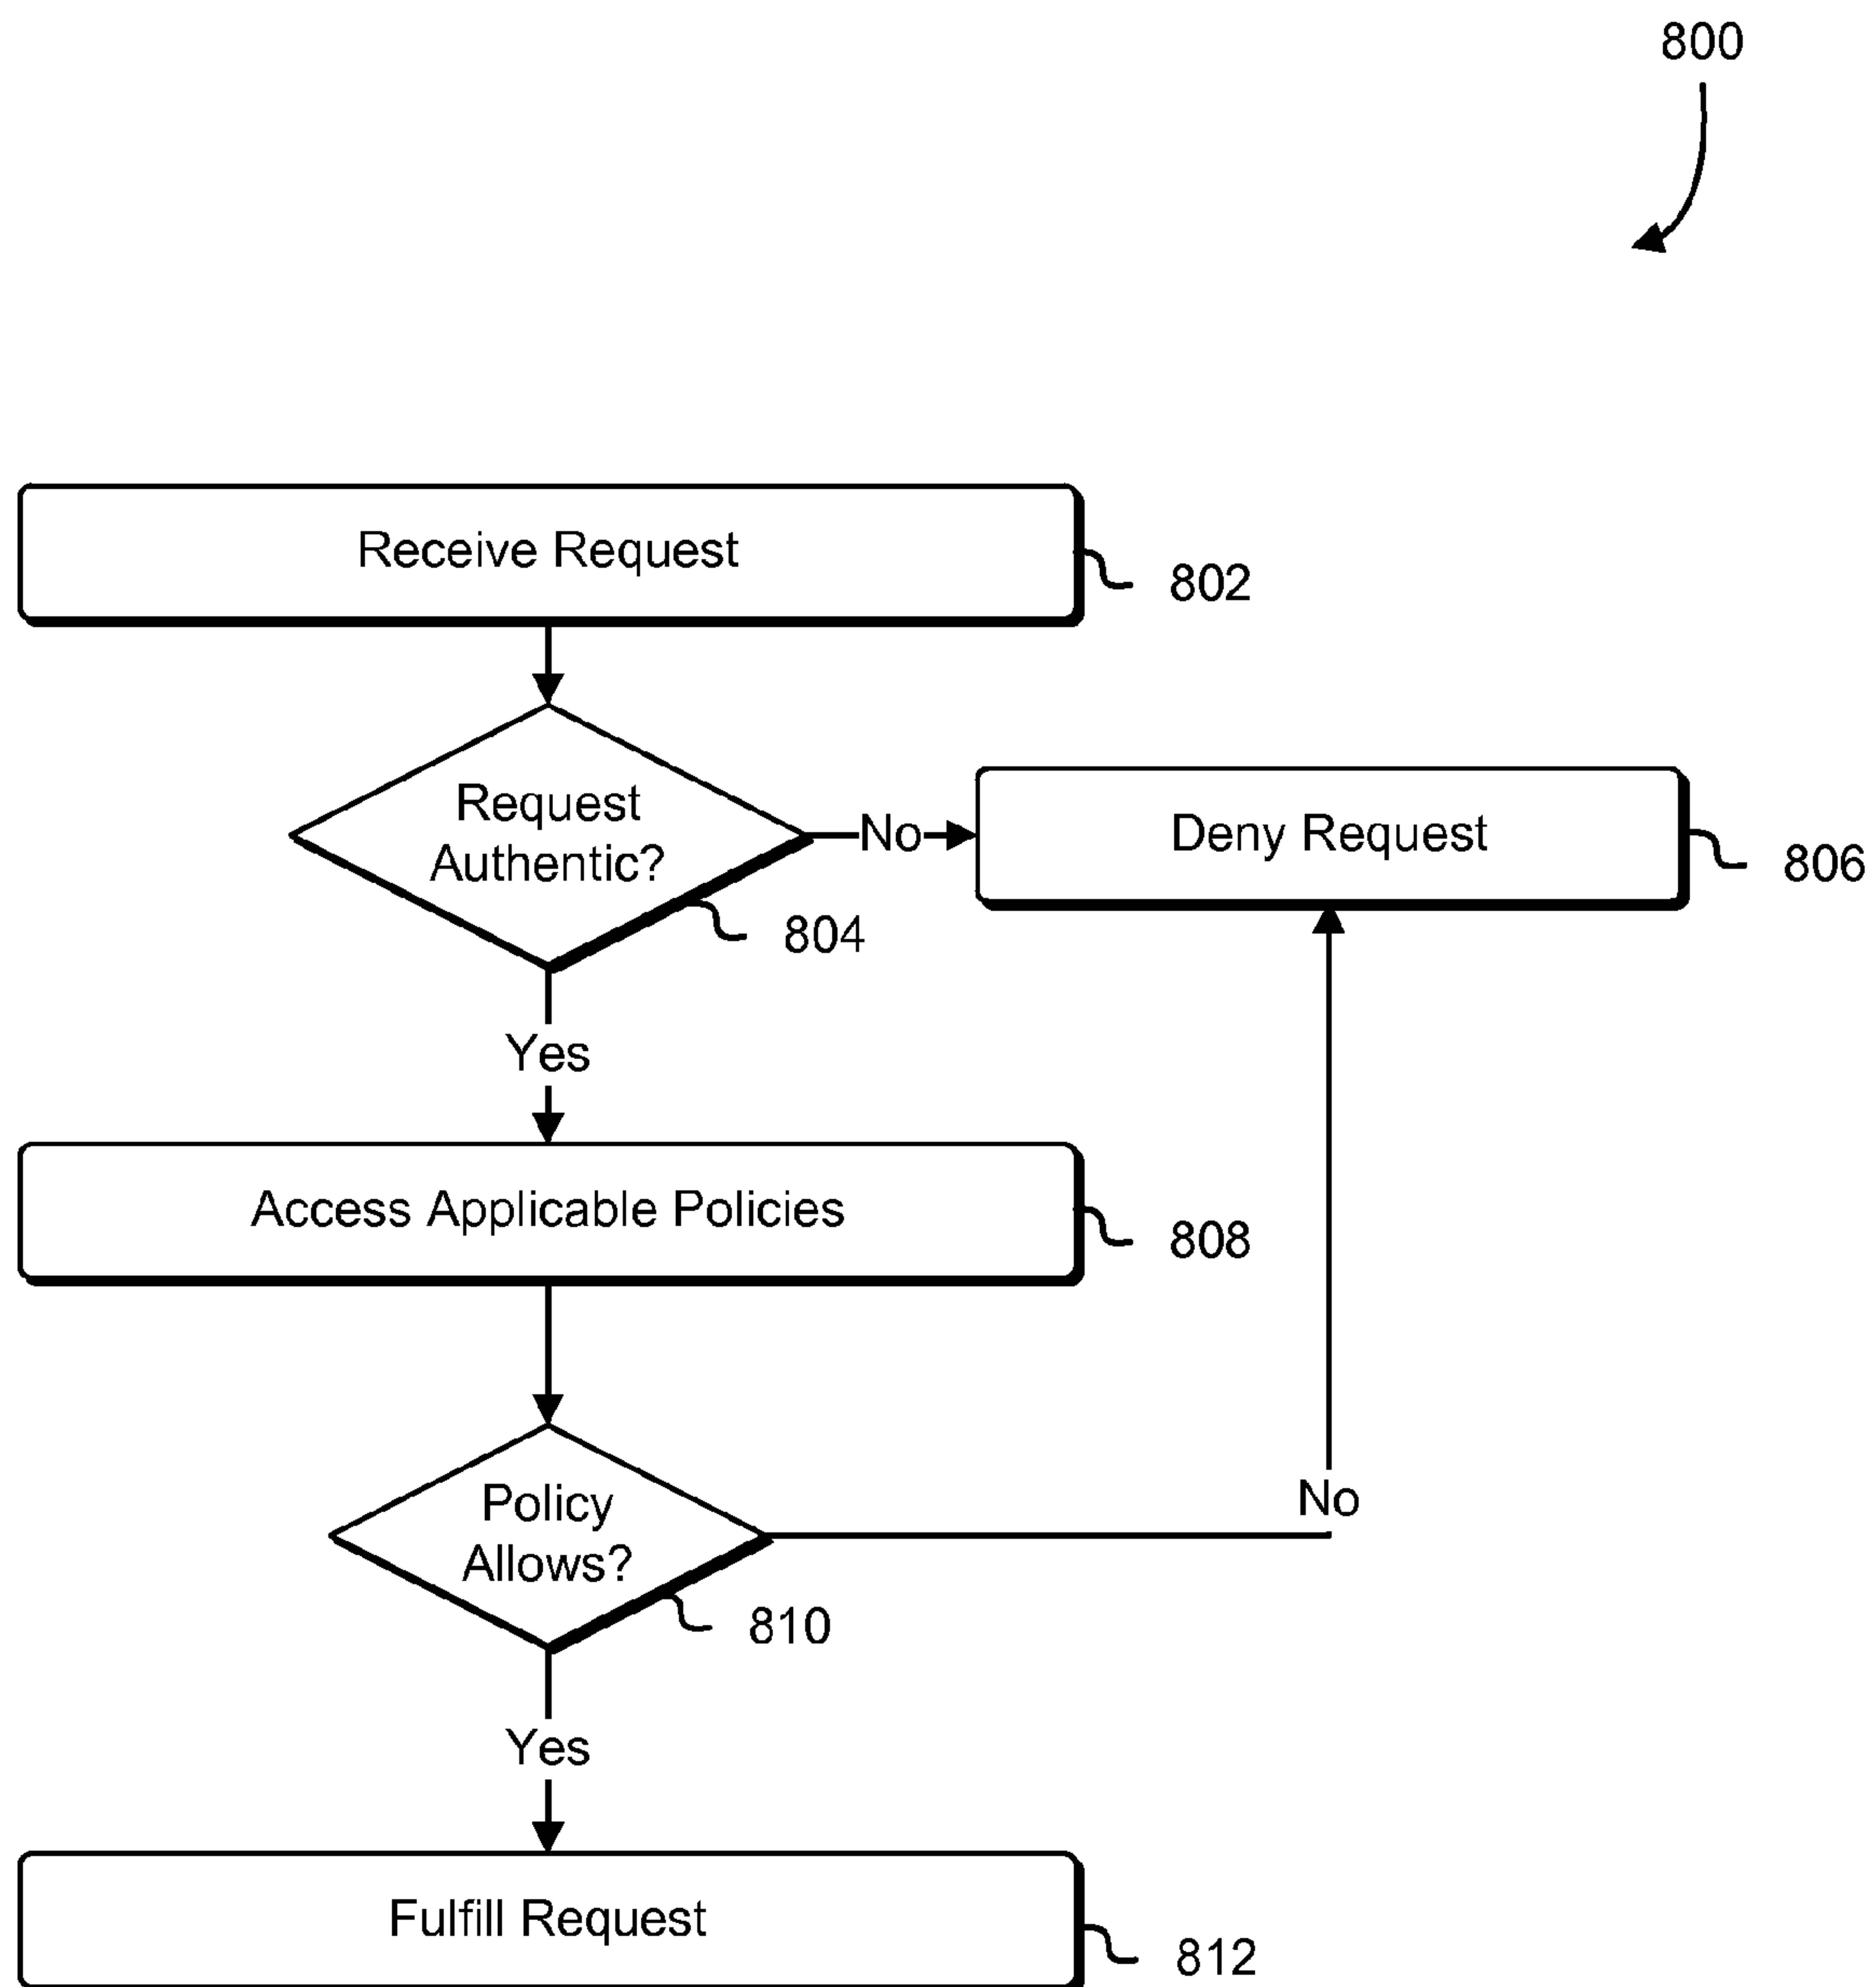 800
Receive Request
802
Request
Authentic?
No
Deny Request
806
804
Yes
Access Applicable Policies
808
Policy
Allows?
No
810
Yes
Fulfill Request
812